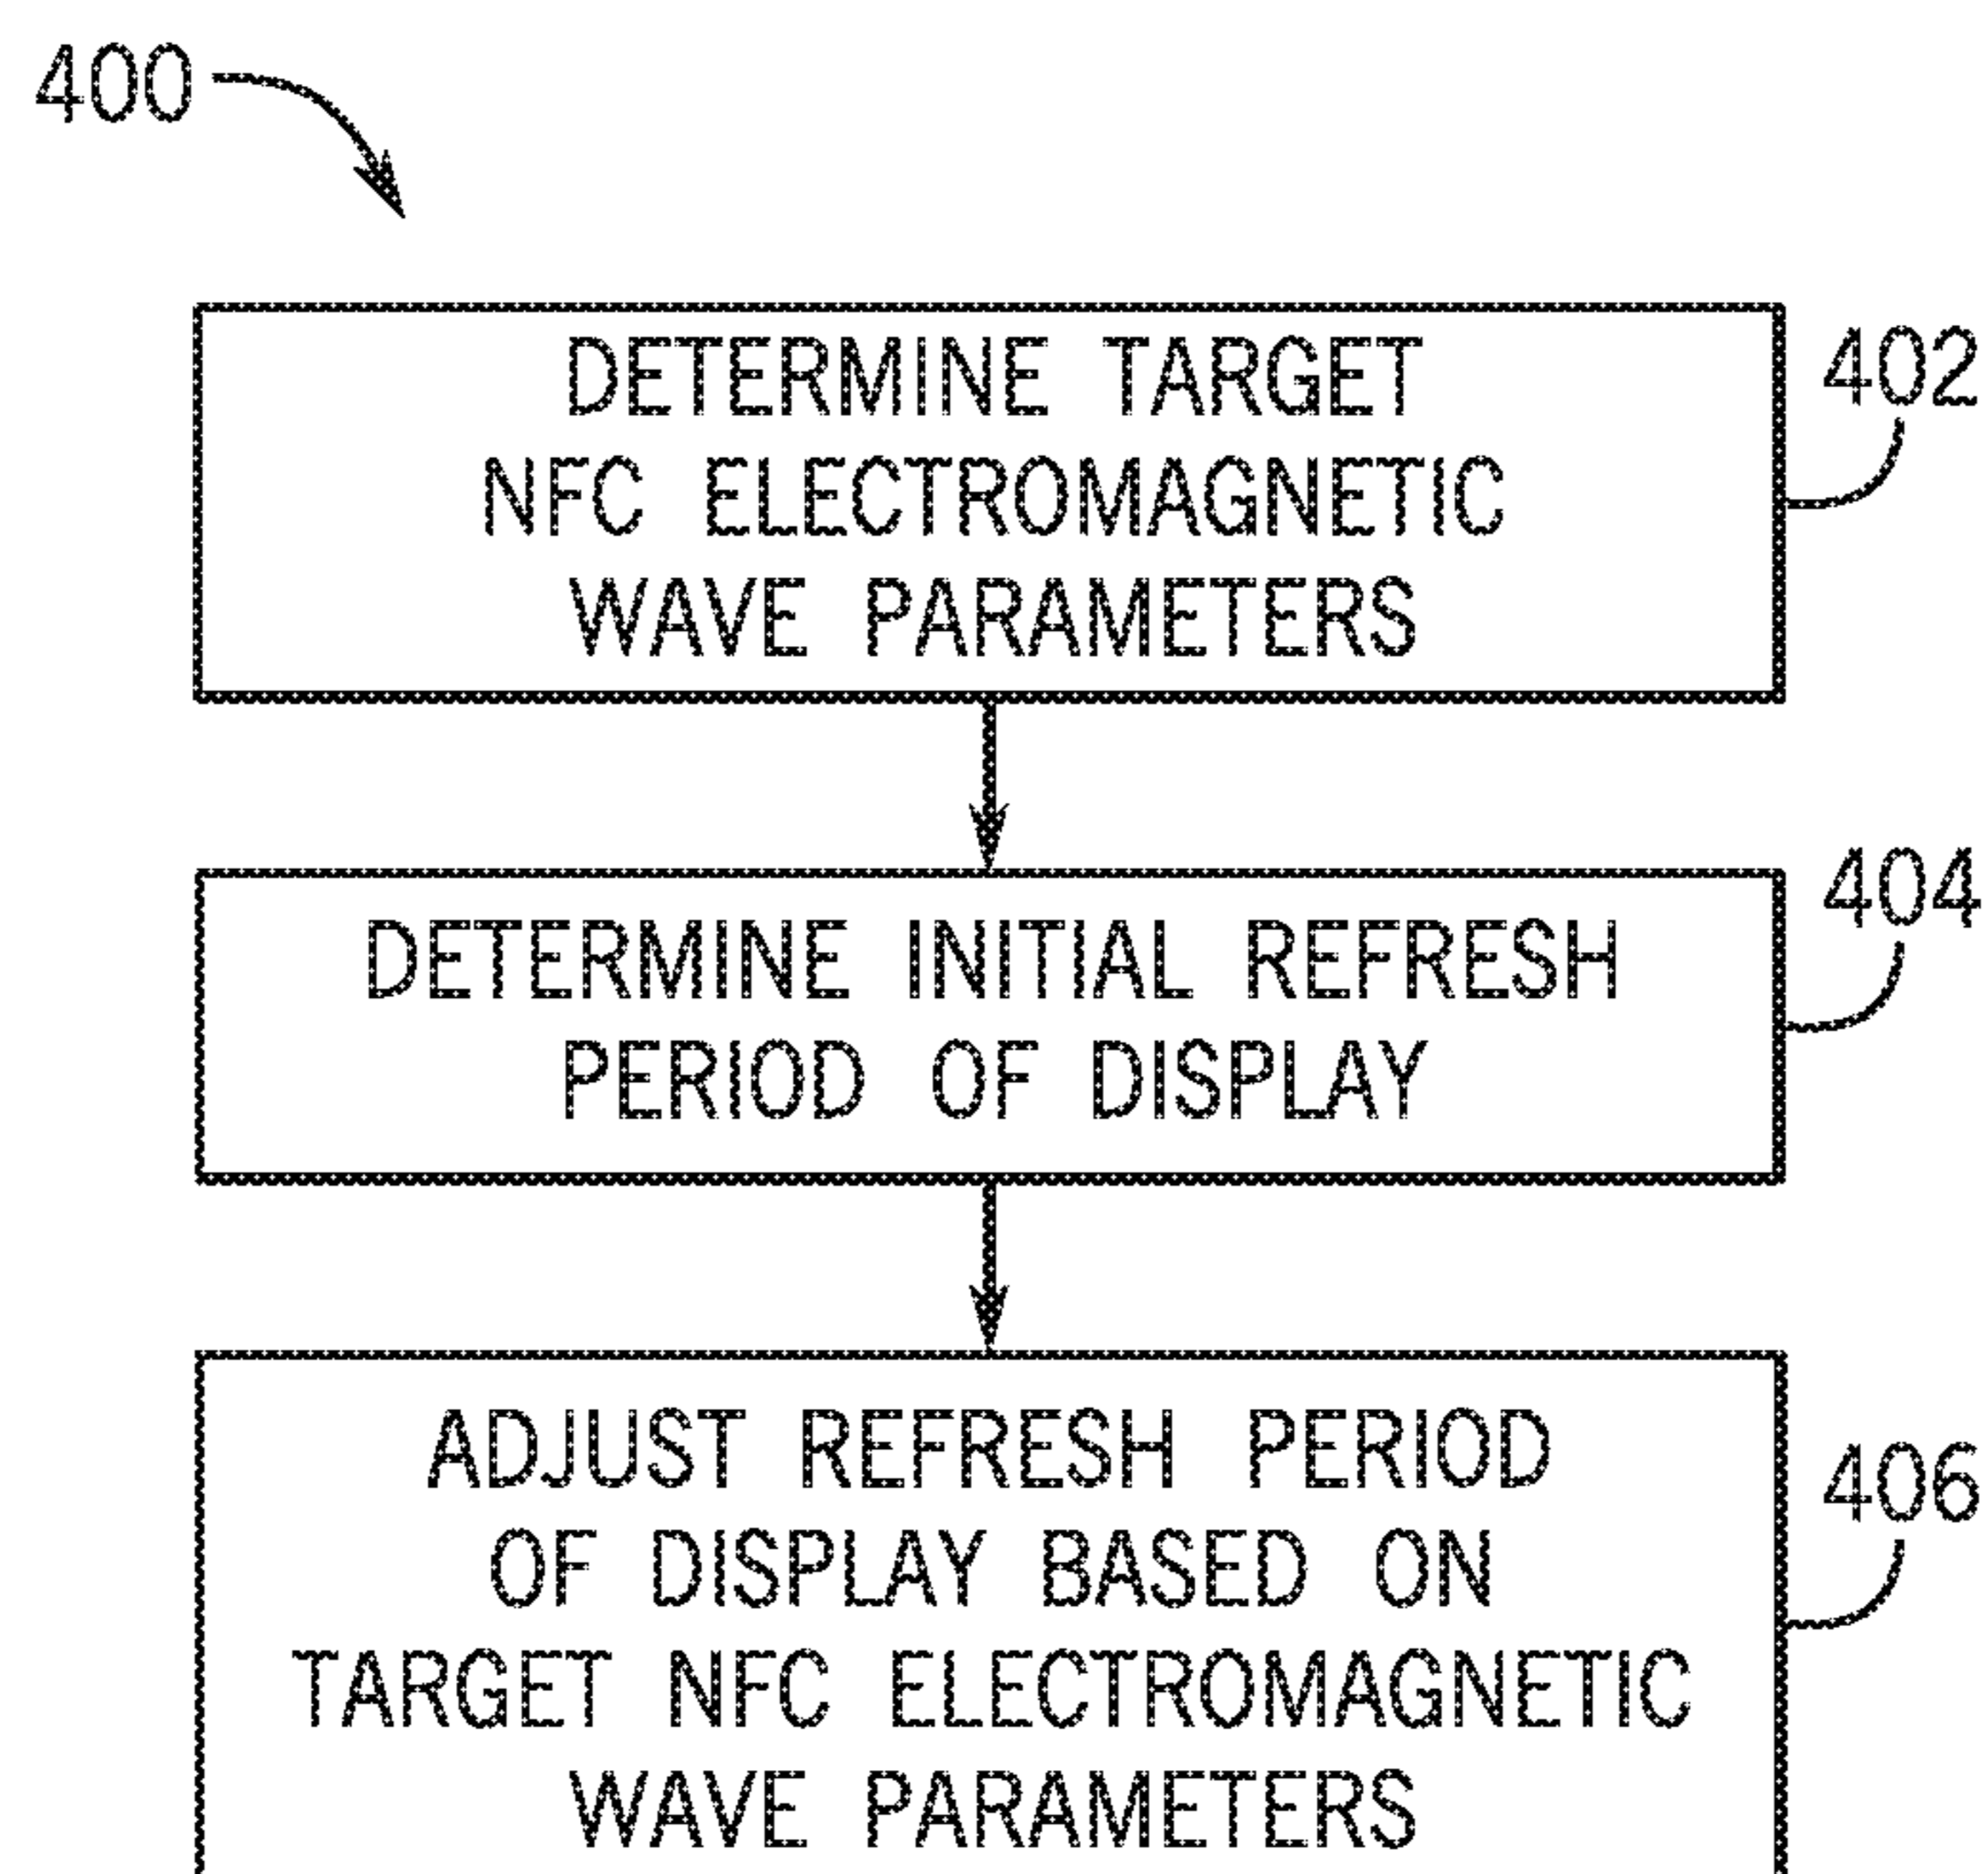 400
DETERMINE TARGET
NFC ELECTROMAGNETIC
WAVE PARAMETERS
402
DETERMINE INITIAL REFRESH
PERIOD OF DISPLAY
404
ADJUST REFRESH PERIOD
OF DISPLAY BASED ON
TARGET NFC ELECTROMAGNETIC
WAVE PARAMETERS
406